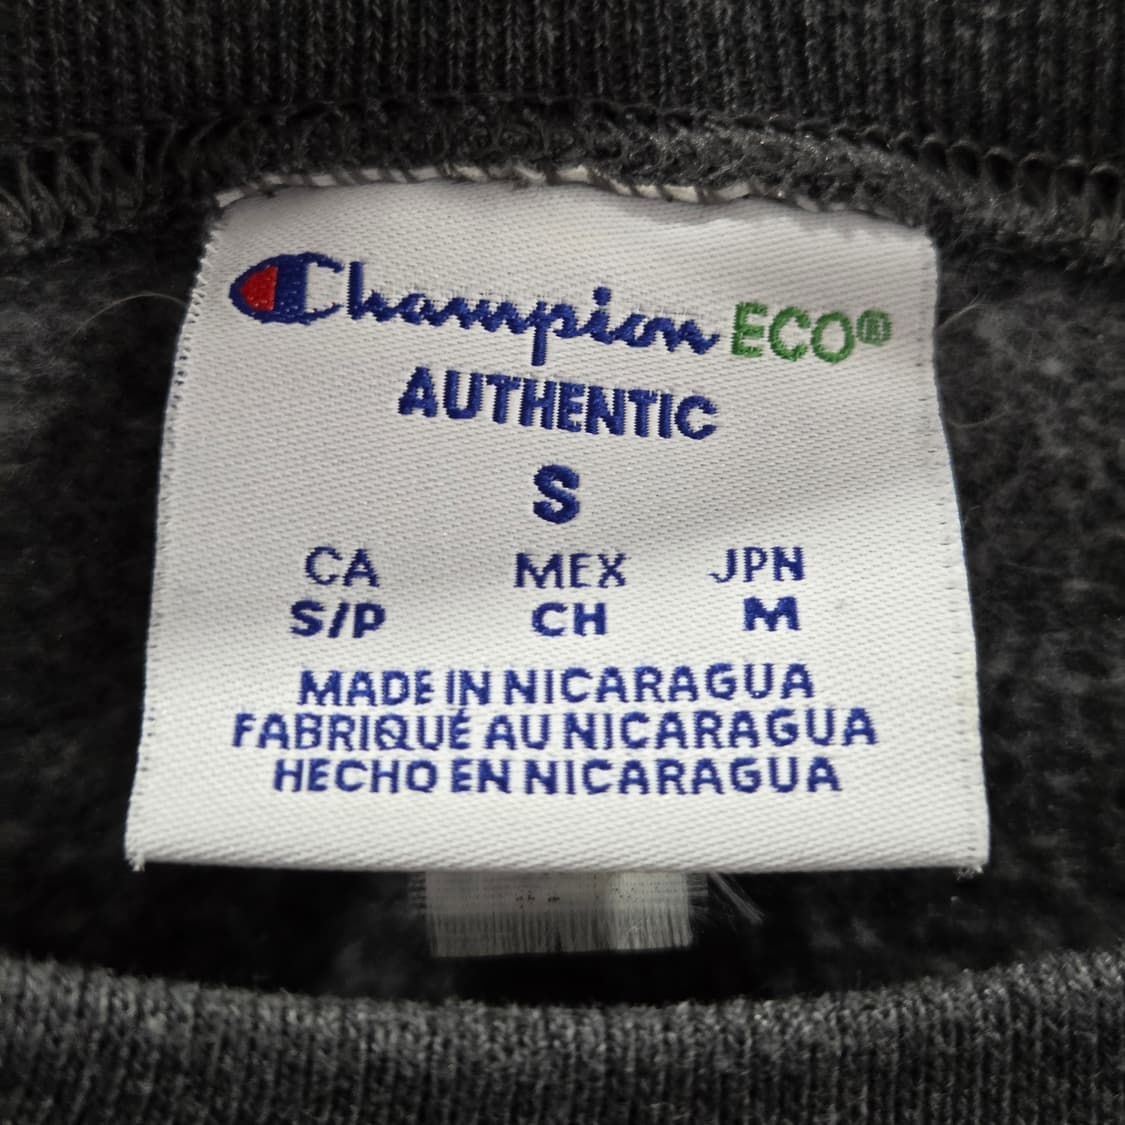 Champion ECO®
AUTHENTIC
S
CA MEX JPN
S/P CH M
MADE IN NICARAGUA
FABRIQUÉ AU NICARAGUA
HECHO EN NICARAGUA